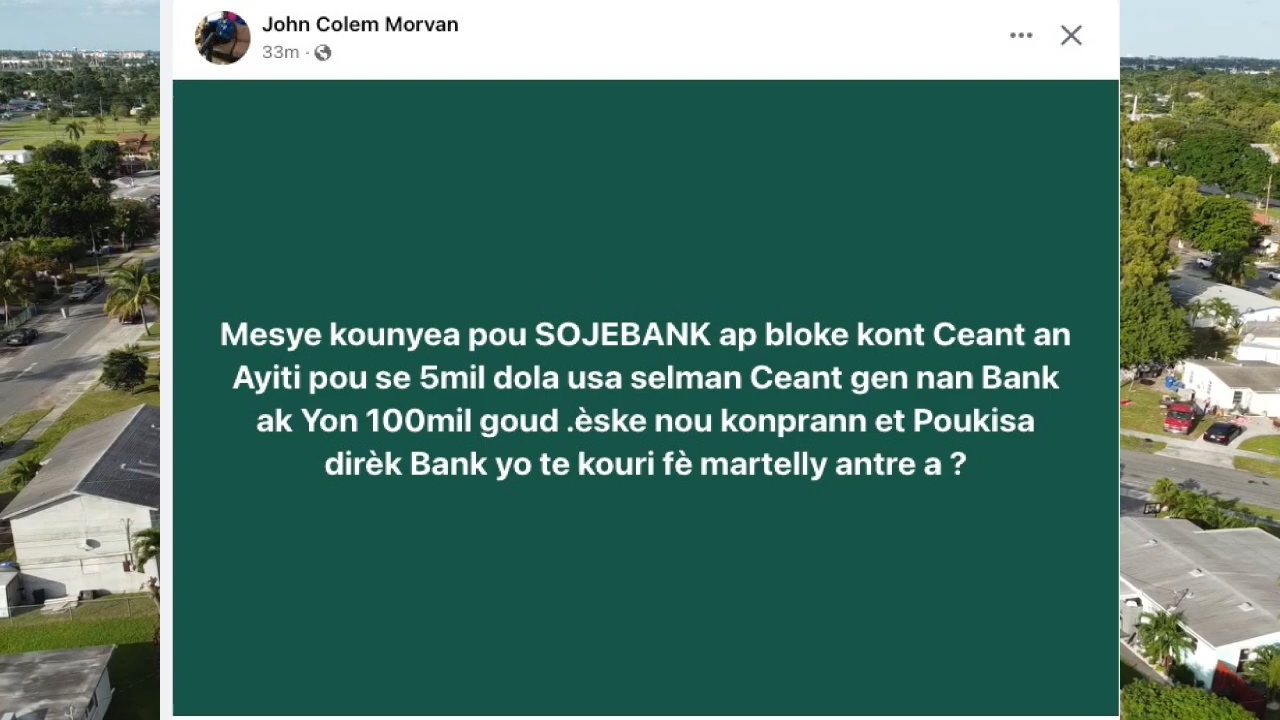 John Colem Morvan
33m ·
Mesye kounyea pou SOJEBANK ap bloke kont Ceant an
Ayiti pou se 5mil dola usa selman Ceant gen nan Bank
ak Yon 100mil goud .èske nou konprann et Poukisa
dirèk Bank yo te kouri fè martelly antre a ?